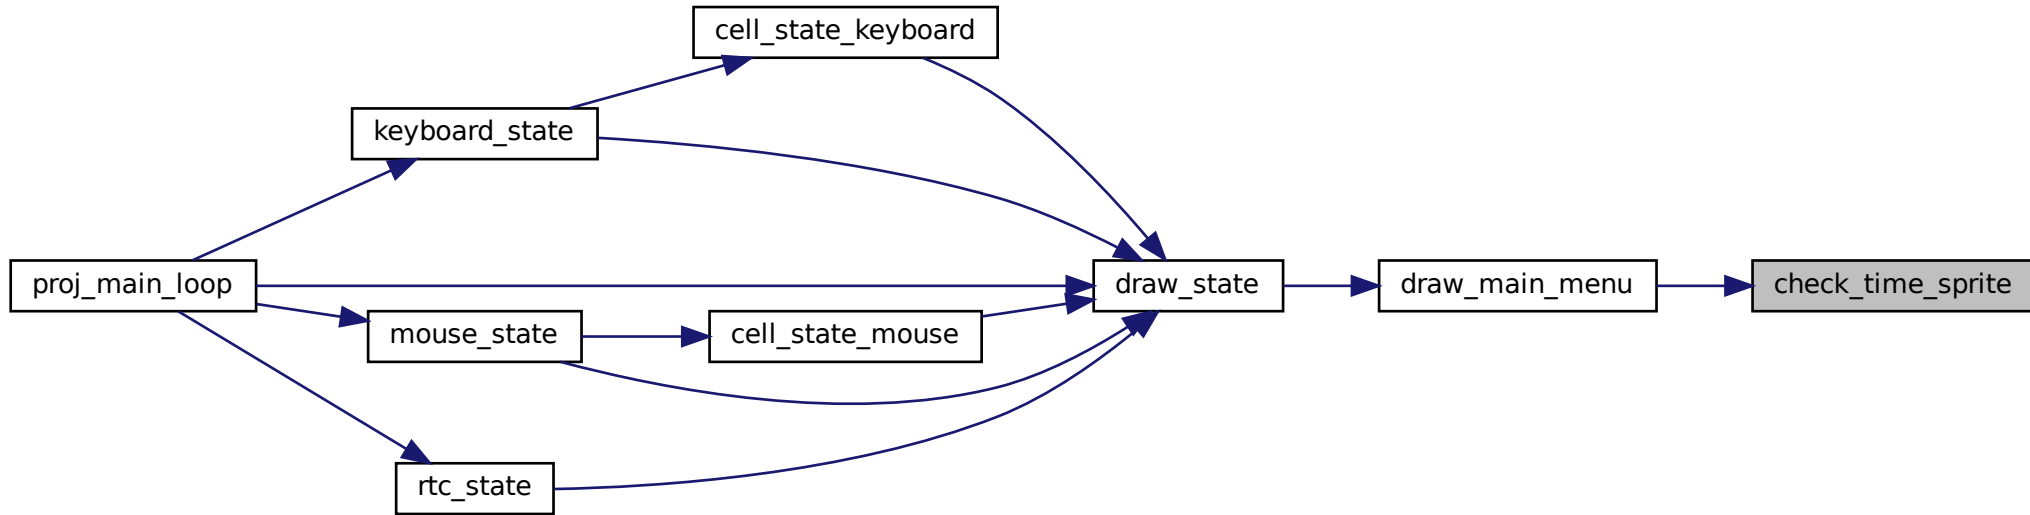 cell_state_keyboard
keyboard_state
proj_main_loop
draw_state
draw_main_menu
check_time_sprite
mouse_state
cell_state_mouse
rtc_state